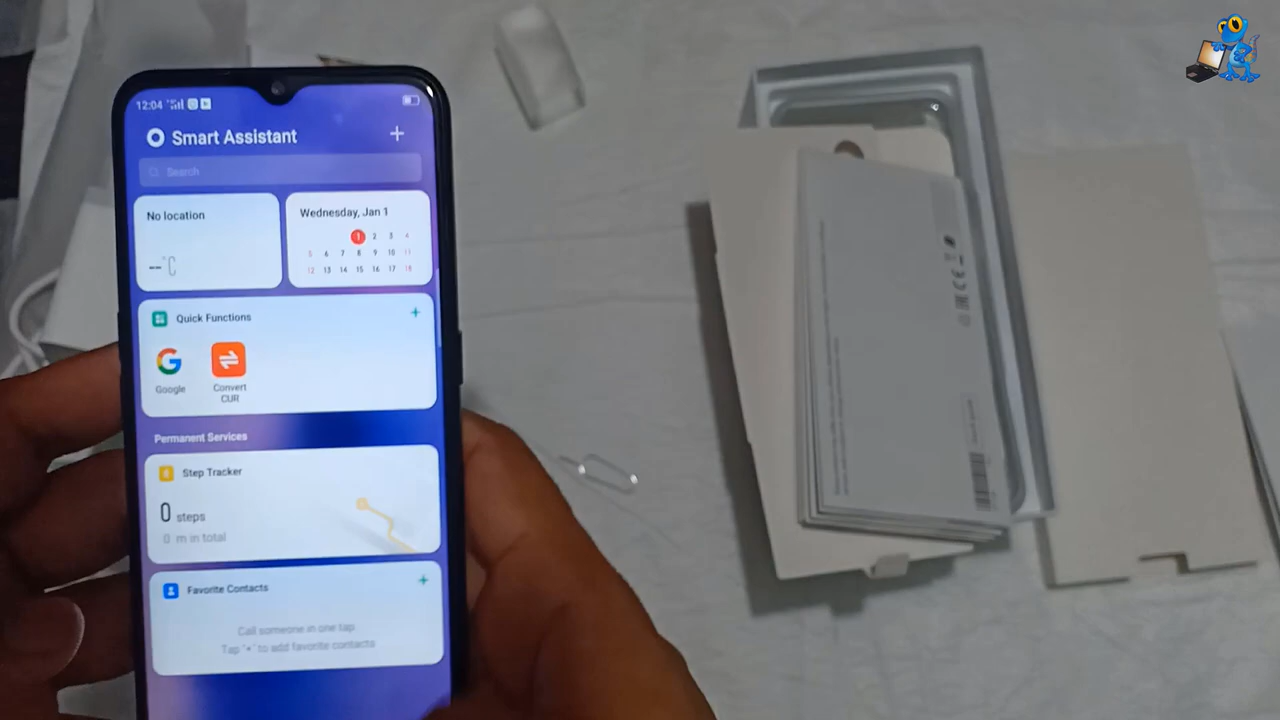 12:04
Smart Assistant
Search
No location
--°C
Wednesday, Jan 1
1 2 3 4
5 6 7 8 9 10 11
12 13 14 15 16 17 18
Quick Functions
Google
Convert
CUR
Permanent Services
Step Tracker
0 steps
0 m in total
Favorite Contacts
Call someone in one tap
Tap "+" to add favorite contacts